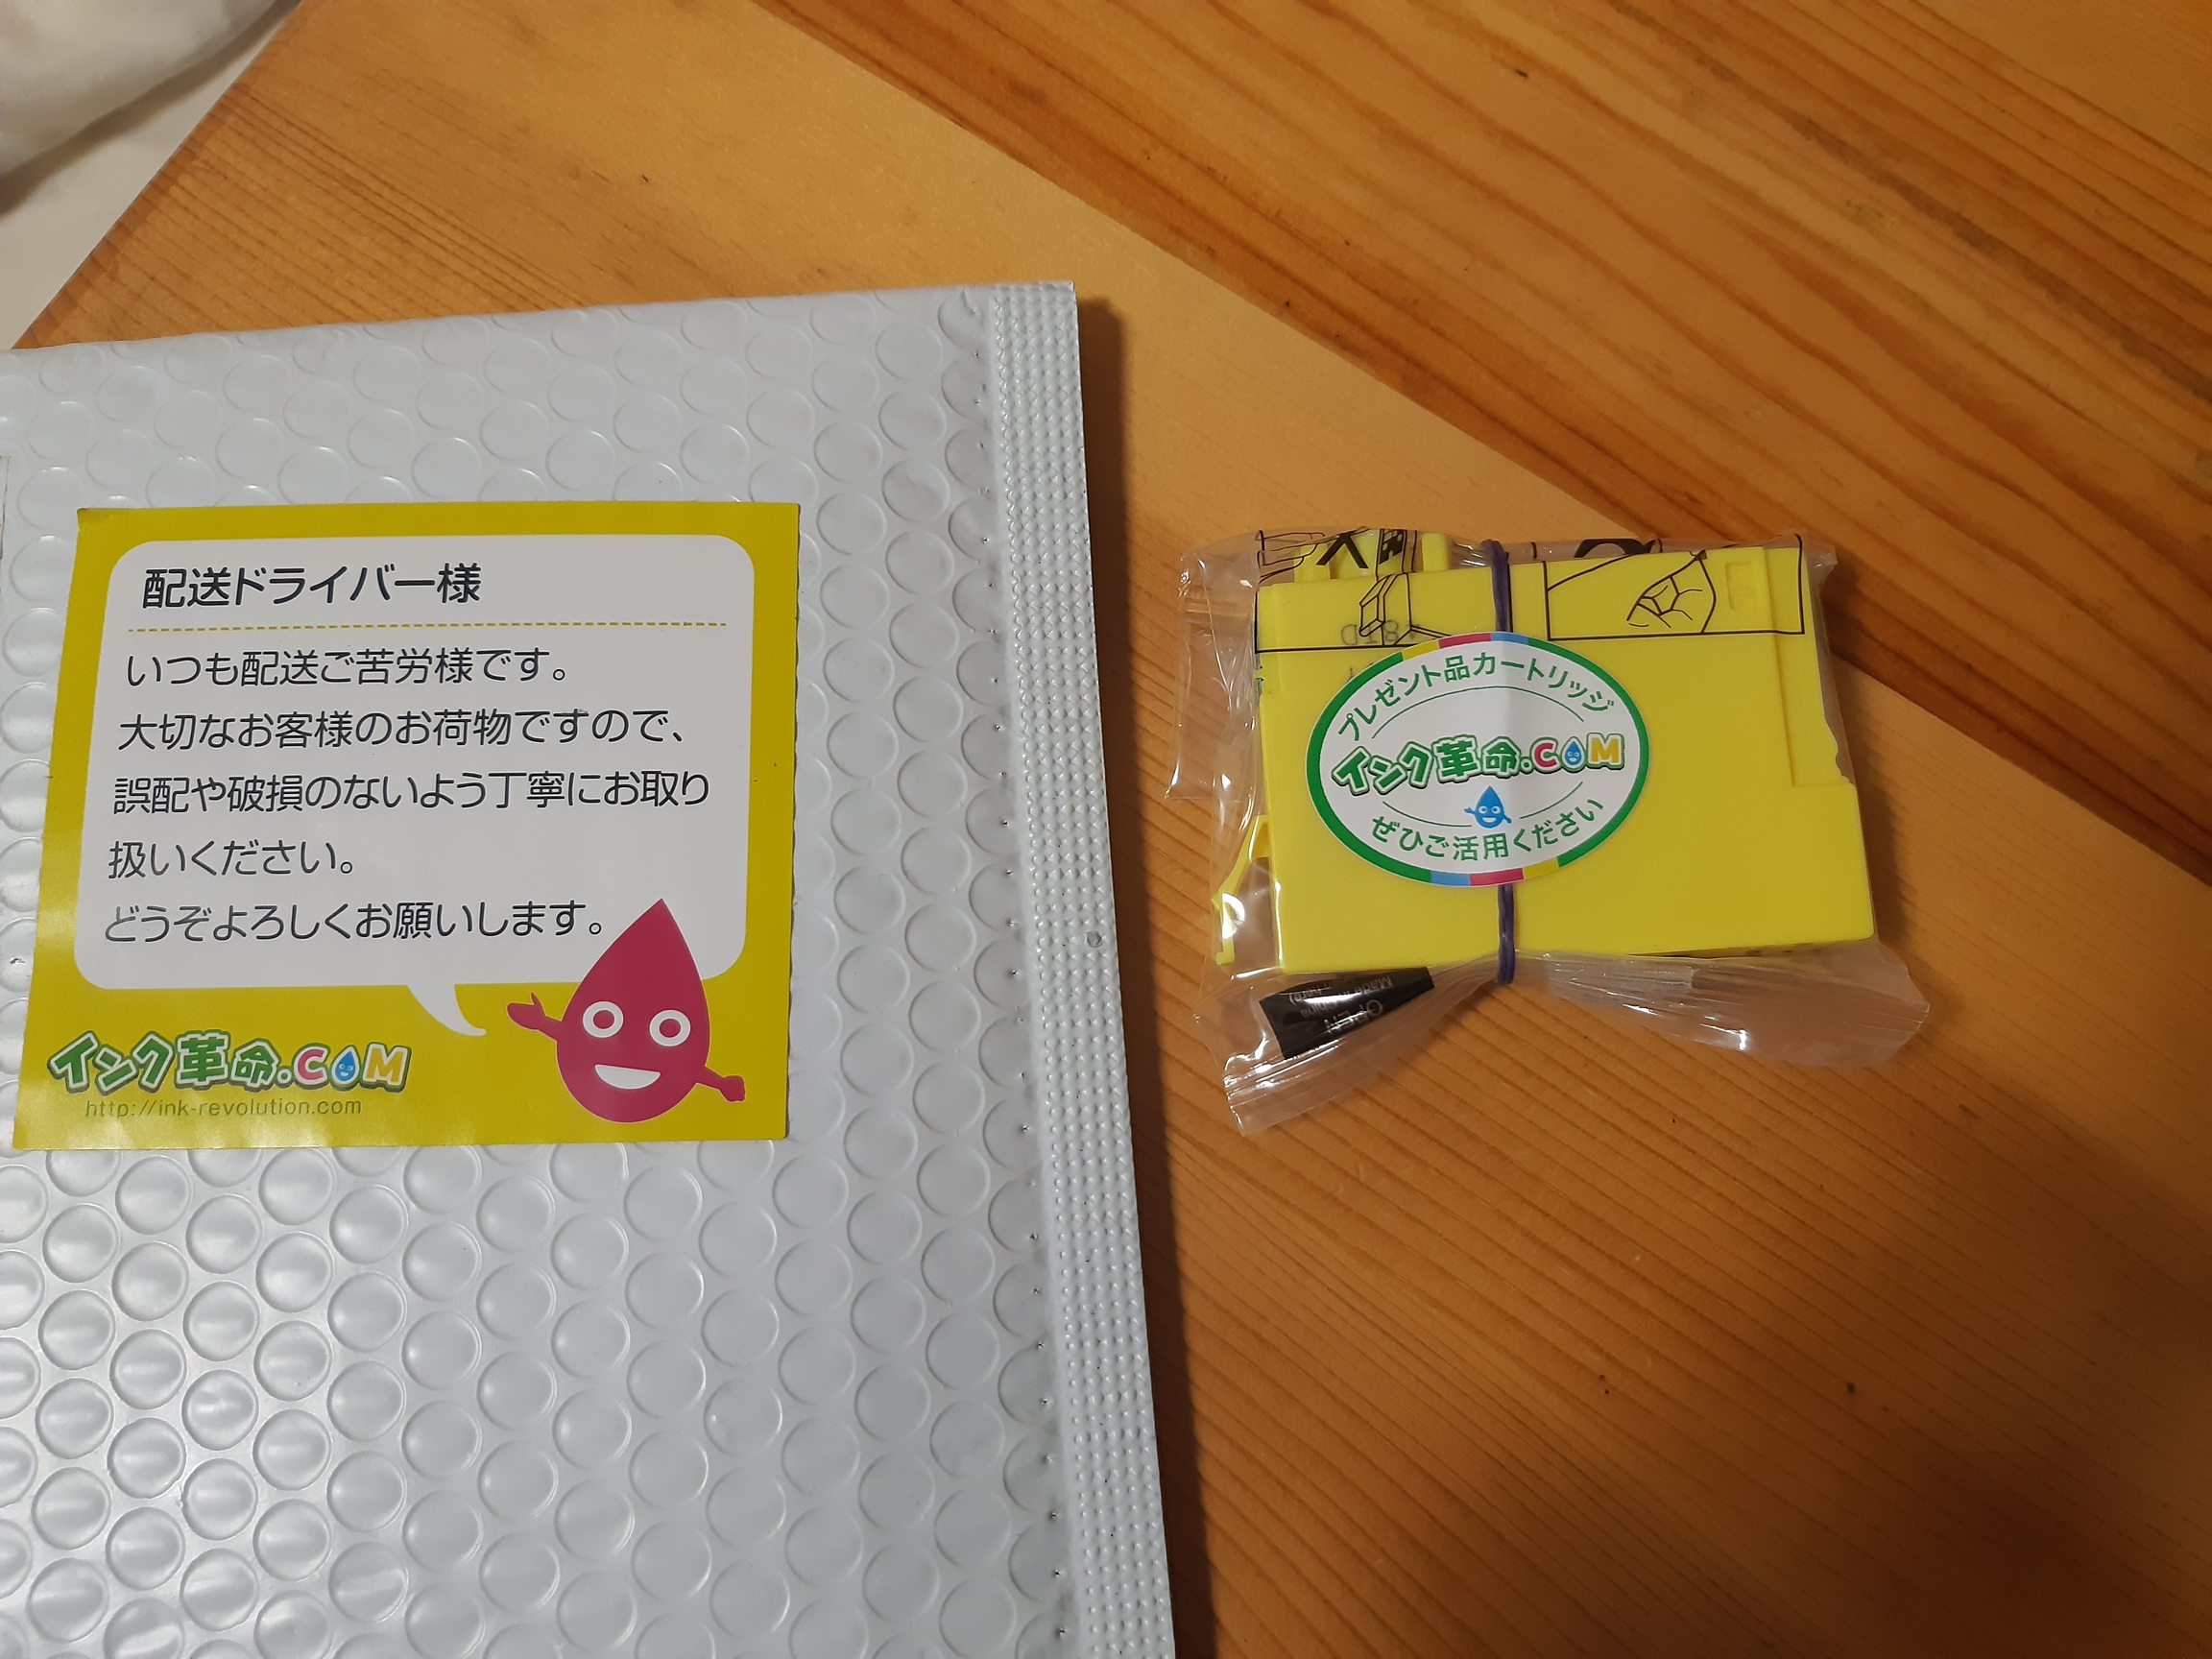 配送ドライバー様
いつも配送ご苦労様です。
大切なお客様のお荷物ですので、
誤配や破損のないよう丁寧にお取り
扱いください。
どうぞよろしくお願いします。
インク革命.COM
http://ink-revolution.com
プレゼント品カートリッジ
インク革命.COM
ぜひご活用ください
OPEN